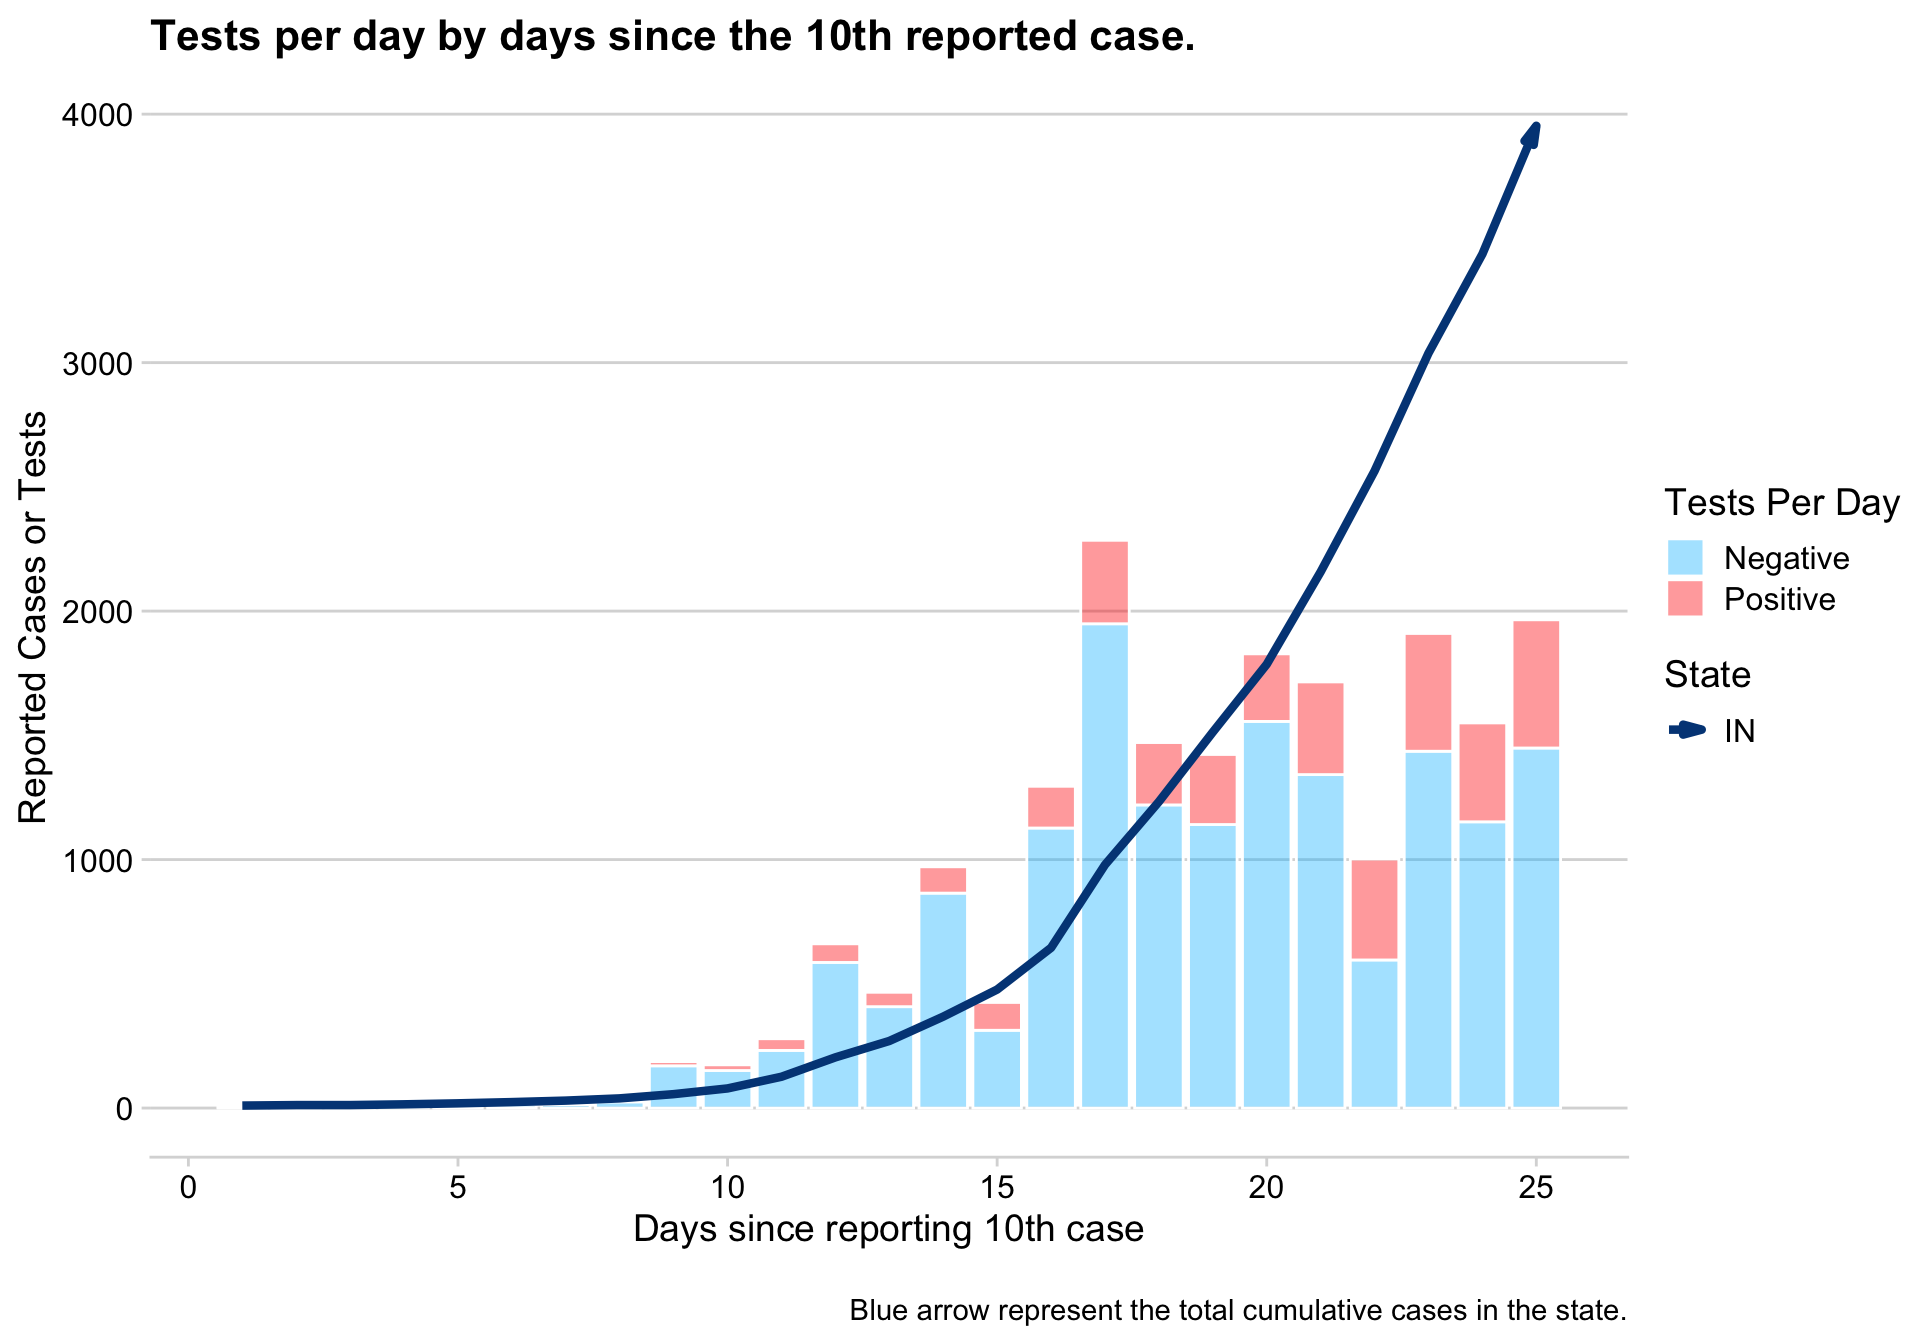 Tests per day by days since the 10th reported case.
4000
3000
2000
1000
0
Reported Cases or Tests
0 5 10 15 20 25
Days since reporting 10th case
Tests Per Day
Negative
Positive
State
IN
Blue arrow represent the total cumulative cases in the state.